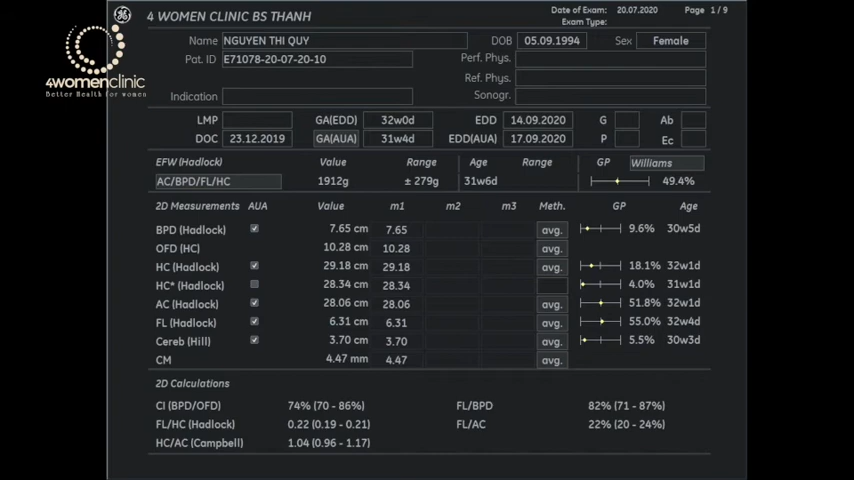 4 WOMEN CLINIC BS THANH
Date of Exam: 20.07.2020 Page 1 / 9
Exam Type:
4womenclinic
Better Health for women
Name NGUYEN THI QUY DOB 05.09.1994 Sex Female
Pat. ID E71078-20-07-20-10 Perf. Phys.
Ref. Phys.
Indication Sonogr.
LMP GA(EDD) 32w0d EDD 14.09.2020 G Ab
DOC 23.12.2019 GA(AUA) 31w4d EDD(AUA) 17.09.2020 P Ec
EFW (Hadlock) Value Range Age Range GP Williams
AC/BPD/FL/HC 1912g ± 279g 31w6d 49.4%
2D Measurements AUA Value m1 m2 m3 Meth. GP Age
BPD (Hadlock) 7.65 cm 7.65 avg. 9.6% 30w5d
OFD (HC) 10.28 cm 10.28 avg.
HC (Hadlock) 29.18 cm 29.18 avg. 18.1% 32w1d
HC* (Hadlock) 28.34 cm 28.34 4.0% 31w1d
AC (Hadlock) 28.06 cm 28.06 avg. 51.8% 32w1d
FL (Hadlock) 6.31 cm 6.31 avg. 55.0% 32w4d
Cereb (Hill) 3.70 cm 3.70 avg. 5.5% 30w3d
CM 4.47 mm 4.47 avg.
2D Calculations
CI (BPD/OFD) 74% (70 - 86%) FL/BPD 82% (71 - 87%)
FL/HC (Hadlock) 0.22 (0.19 - 0.21) FL/AC 22% (20 - 24%)
HC/AC (Campbell) 1.04 (0.96 - 1.17)